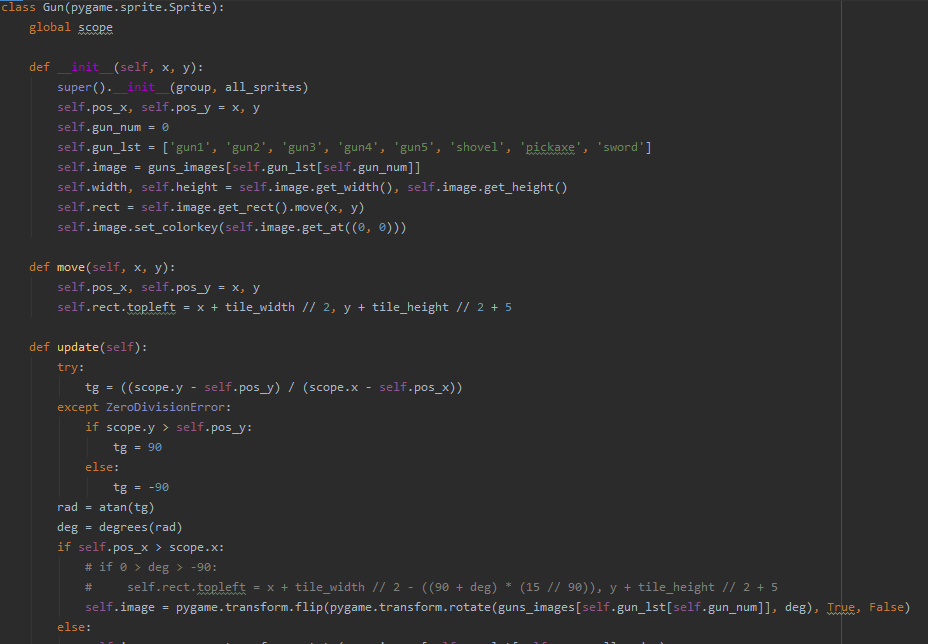 class Gun(pygame.sprite.Sprite):
    global scope

    def __init__(self, x, y):
        super().__init__(group, all_sprites)
        self.pos_x, self.pos_y = x, y
        self.gun_num = 0
        self.gun_lst = ['gun1', 'gun2', 'gun3', 'gun4', 'gun5', 'shovel', 'pickaxe', 'sword']
        self.image = guns_images[self.gun_lst[self.gun_num]]
        self.width, self.height = self.image.get_width(), self.image.get_height()
        self.rect = self.image.get_rect().move(x, y)
        self.image.set_colorkey(self.image.get_at((0, 0)))

    def move(self, x, y):
        self.pos_x, self.pos_y = x, y
        self.rect.topleft = x + tile_width // 2, y + tile_height // 2 + 5

    def update(self):
        try:
            tg = ((scope.y - self.pos_y) / (scope.x - self.pos_x))
        except ZeroDivisionError:
            if scope.y > self.pos_y:
                tg = 90
            else:
                tg = -90
        rad = atan(tg)
        deg = degrees(rad)
        if self.pos_x > scope.x:
            # if 0 > deg > -90:
            #     self.rect.topleft = x + tile_width // 2 - ((90 + deg) * (15 // 90)), y + tile_height // 2 + 5
            self.image = pygame.transform.flip(pygame.transform.rotate(guns_images[self.gun_lst[self.gun_num]], deg), True, False)
        else: